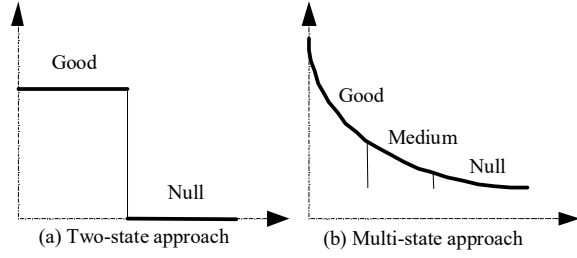 Good
Null
(a) Two-state approach
Good
Medium
Null
(b) Multi-state approach